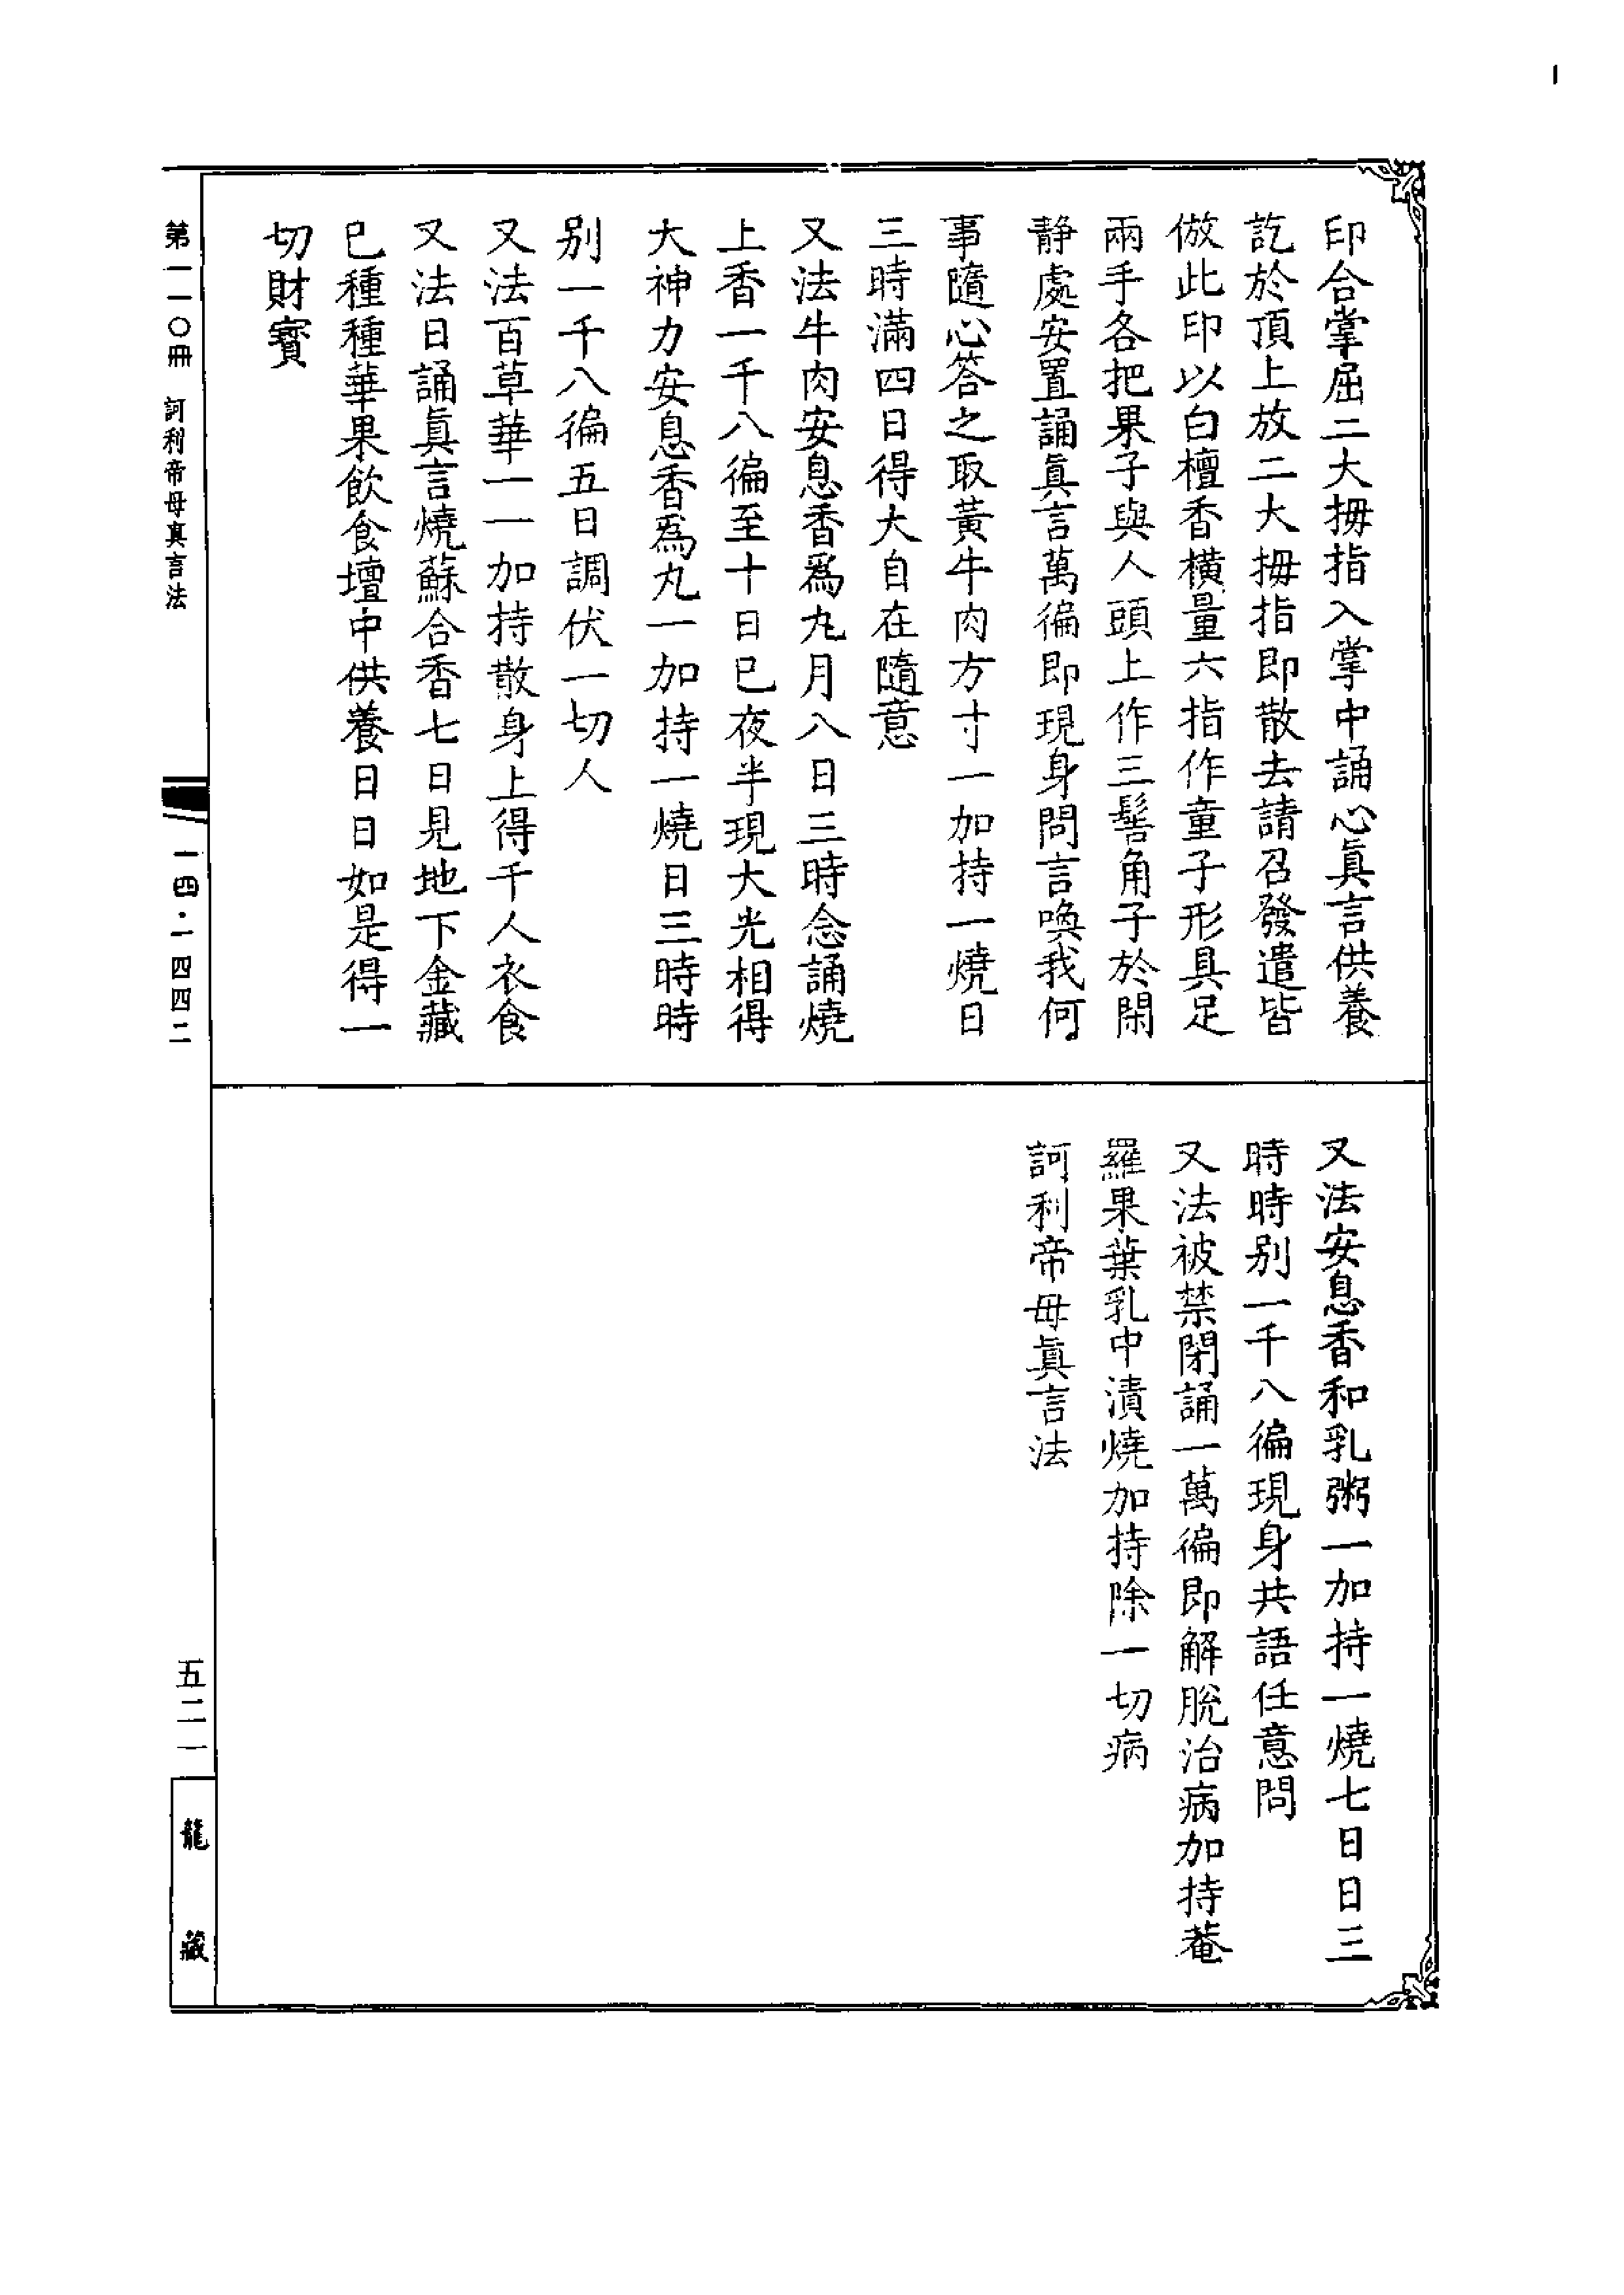 1
印合掌屈二大拇指入掌中誦心真言供養
訖於頂上放二大拇指即散去請召發遣皆
倣此印以白檀香橫量六指作童子形具足
兩手各把果子與人頭上作三髻角子於閑
静處安置誦真言萬徧即現身問言喚我何
事隨心答之取黃牛肉方寸一加持一燒日
三時滿四日得大自在隨意
又法牛肉安息香爲丸月八日三時念誦燒
上香一千八徧至十日巳夜半現大光相得
大神力安息香爲丸一加持一燒日三時時
别一千八徧五日調伏一切人
又法百草華一一加持散身上得千人衣食
又法日誦真言燒蘇合香七日見地下金藏
巳種種華果飲食壇中供養日日如是得一
切財寳
又法安息香和乳粥一加持一燒七日日三
時時别一千八徧現身共語任意問
又法被禁閉誦一萬徧即解脫治病加持菴
羅果葉乳中漬燒加持除一切病
訶利帝母真言法
第一一〇冊 訶利帝母真言法
一四·一四四二
五二一
龍藏